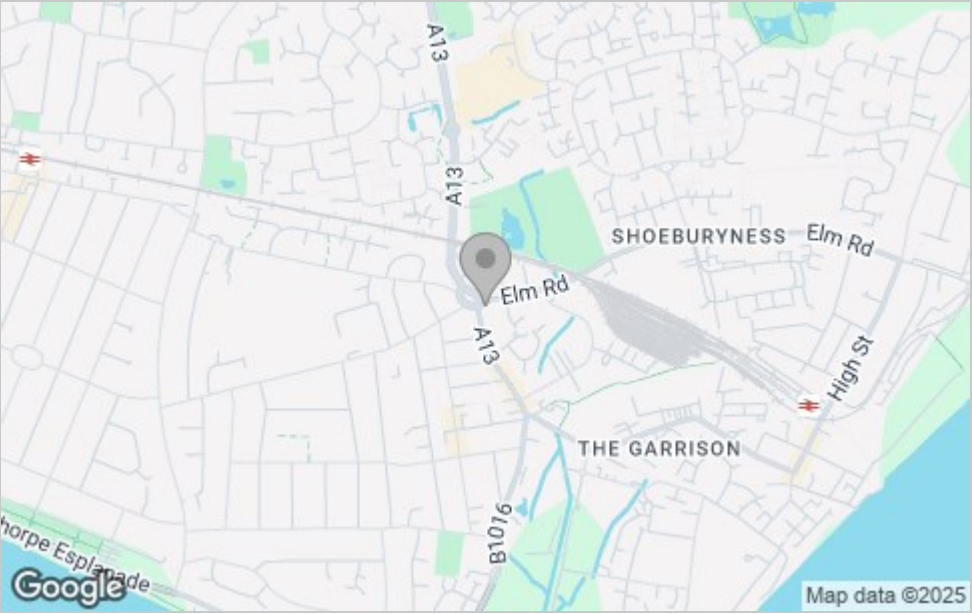 A13
A13
SHOEBURYNESS
Elm Rd
Elm Rd
A13
High St
THE GARRISON
B1016
horpe Esplanade
Google
Map data ©2025